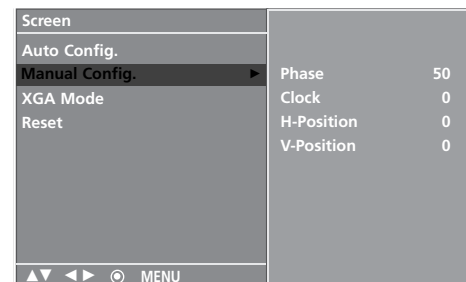 Screen
Auto Config.
Manual Config. ►
XGA Mode
Reset
Phase 50
Clock 0
H-Position 0
V-Position 0
▲▼ ◄► ◉ MENU